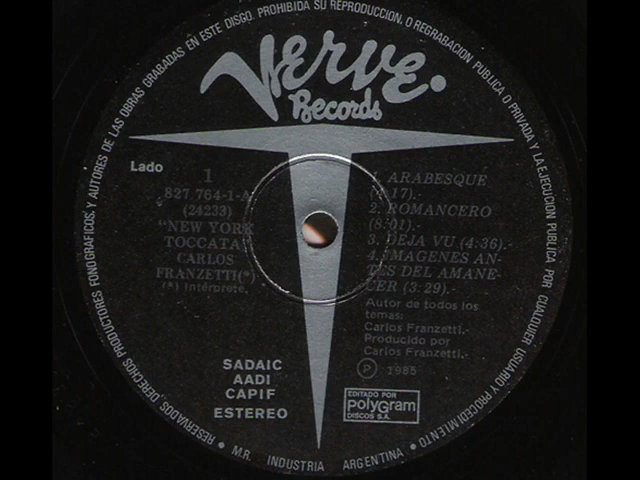 RESERVADOS DERECHOS PRODUCTORES FONOGRAFICOS, Y AUTORES DE LAS OBRAS GRABADAS EN ESTE DISCO. PROHIBIDA SU REPRODUCCION, O REGRABACION PUBLICA O PRIVADA Y LA EJECUCION PUBLICA POR CUALQUIER USUARIO Y PROCEDIMIENTO
Verve
Records
Lado 1
827.764-1-A
(24233)
"NEW YORK
TOCCATA"
CARLOS
FRANZETTI(*)
(*) Intérprete.
ARABESQUE
2. ROMANCERO
(8:01).-
3. DEJA VU (4:36).-
4. IMAGENES AN-
TES DEL AMANE-
CER (3:29).-
Autor de todos los
temas:
Carlos Franzetti.-
Producido por
Carlos Franzetti.-
Ⓟ 1985
SADAIC
AADI
CAPIF
ESTEREO
EDITADO POR
polyGram
DISCOS S.A.
M.R. INDUSTRIA ARGENTINA